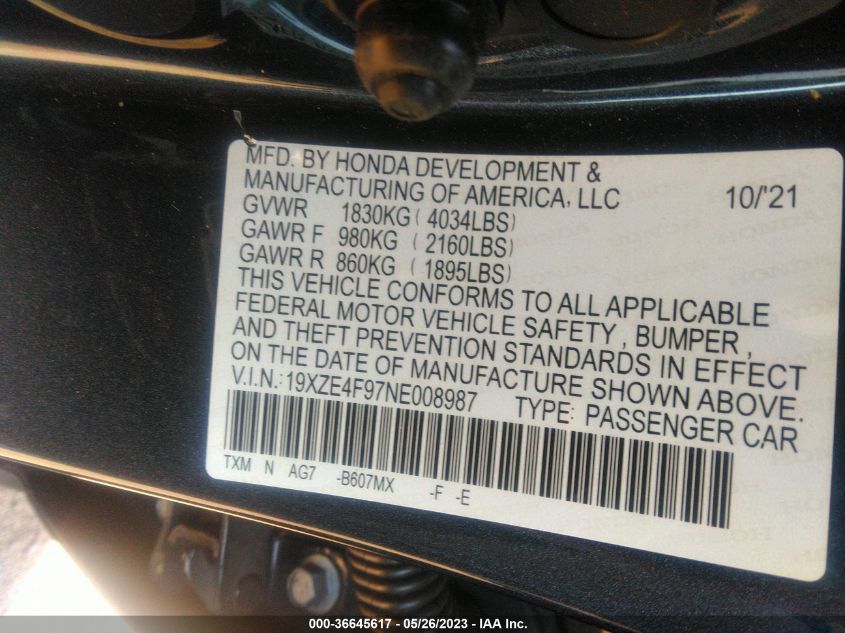 MFD. BY HONDA DEVELOPMENT &
MANUFACTURING OF AMERICA, LLC 10/'21
GVWR 1830KG ( 4034LBS)
GAWR F 980KG ( 2160LBS)
GAWR R 860KG ( 1895LBS)
THIS VEHICLE CONFORMS TO ALL APPLICABLE
FEDERAL MOTOR VEHICLE SAFETY, BUMPER,
AND THEFT PREVENTION STANDARDS IN EFFECT
ON THE DATE OF MANUFACTURE SHOWN ABOVE.
V.I.N.: 19XZE4F97NE008987 TYPE: PASSENGER CAR
TXM N AG7 -B607MX -F -E
000-36645617 - 05/26/2023 - IAA Inc.